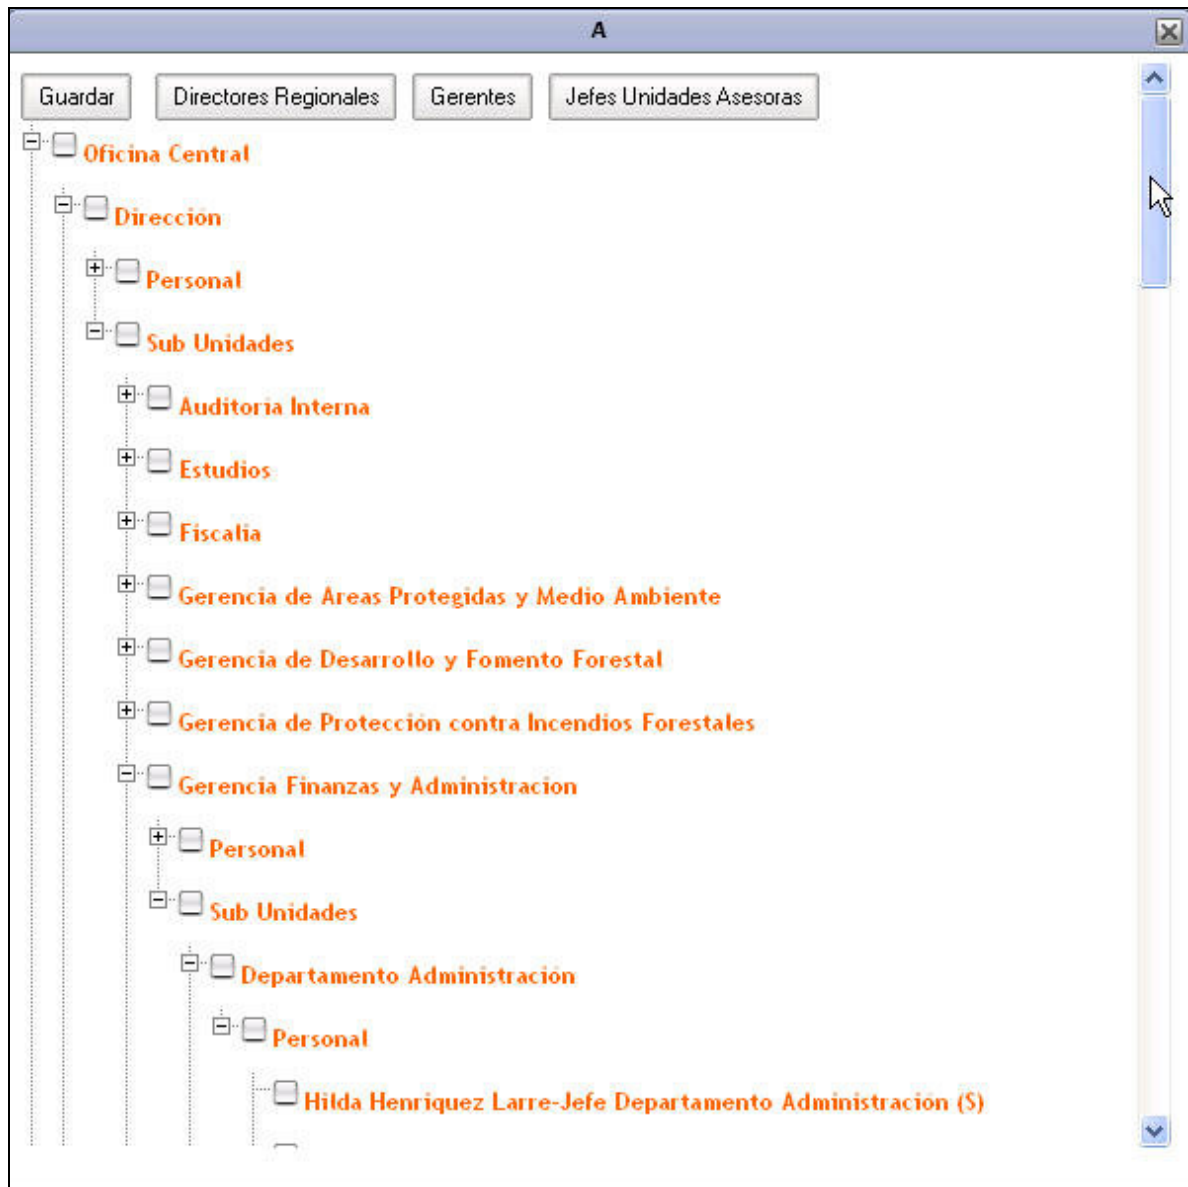 A
Guardar Directores Regionales Gerentes Jefes Unidades Asesoras
Oficina Central
Dirección
Personal
Sub Unidades
Auditoria Interna
Estudios
Fiscalia
Gerencia de Areas Protegidas y Medio Ambiente
Gerencia de Desarrollo y Fomento Forestal
Gerencia de Protección contra Incendios Forestales
Gerencia Finanzas y Administracion
Personal
Sub Unidades
Departamento Administración
Personal
Hilda Henriquez Larre-Jefe Departamento Administración (S)